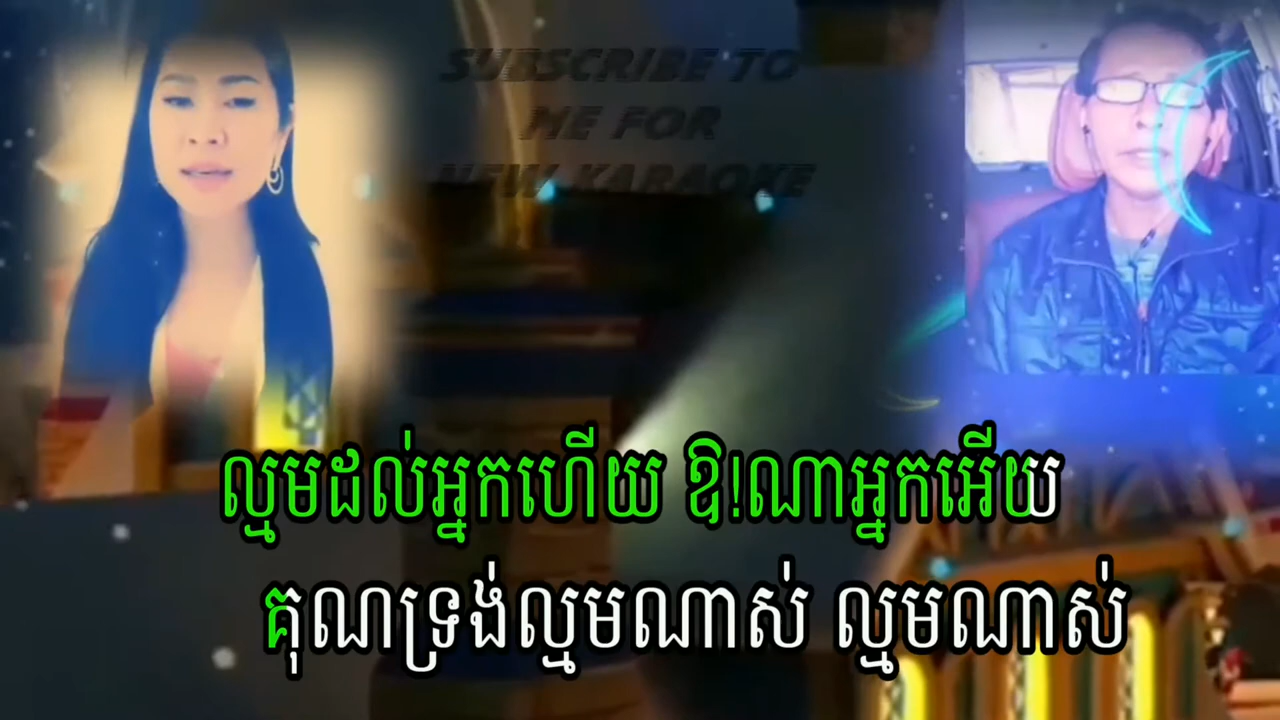 SUBSCRIBE TO
ME FOR
NEW KARAOKE
ល្មមដល់អ្នកហើយ ឱ!ណាអ្នកអើយ
គុណទ្រង់ល្មមណាស់ ល្មមណាស់